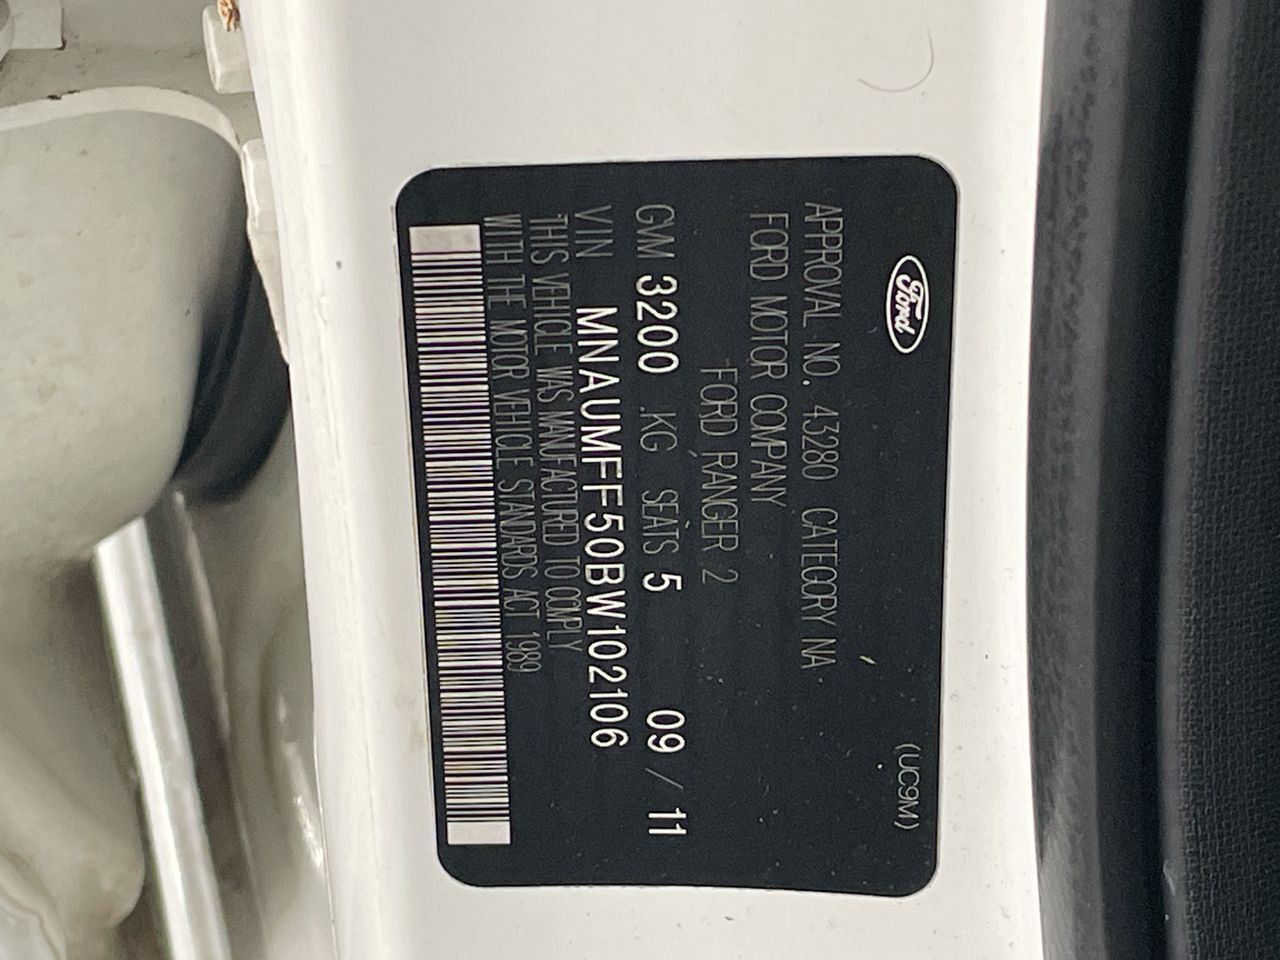 Ford
(UC9M)
APPROVAL NO. 43280 CATEGORY NA
FORD MOTOR COMPANY
FORD RANGER 2
GVM 3200 KG SEATS 5 09 / 11
VIN MNAUMFF50BW102106
THIS VEHICLE WAS MANUFACTURED TO COMPLY
WITH THE MOTOR VEHICLE STANDARDS ACT 1989